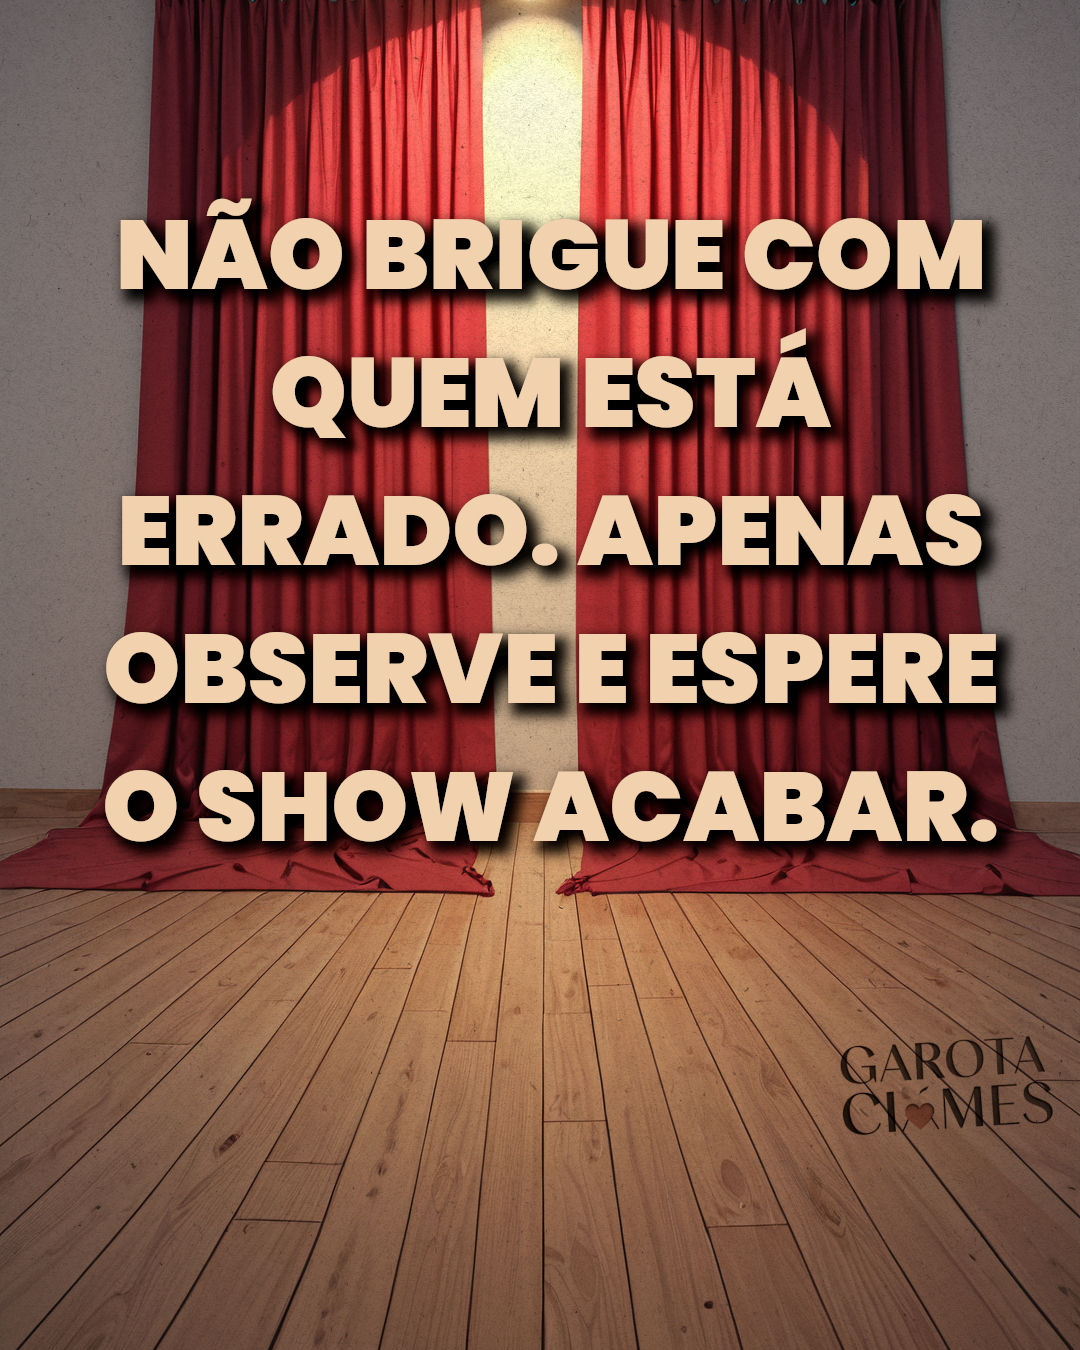 NÃO BRIGUE COM
QUEM ESTÁ
ERRADO. APENAS
OBSERVE E ESPERE
O SHOW ACABAR.
GAROTA
CIÚMES